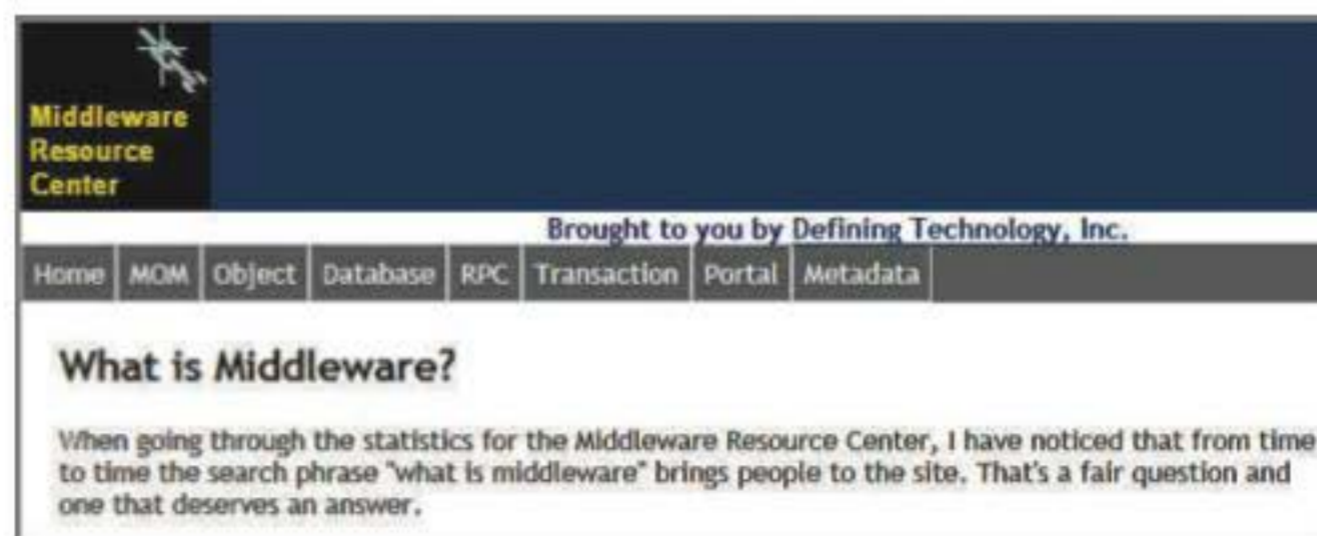 Middleware
Resource
Center
Brought to you by Defining Technology, Inc.
Home MOM Object Database RPC Transaction Portal Metadata
What is Middleware?
When going through the statistics for the Middleware Resource Center, I have noticed that from time
to time the search phrase "what is middleware" brings people to the site. That's a fair question and
one that deserves an answer.